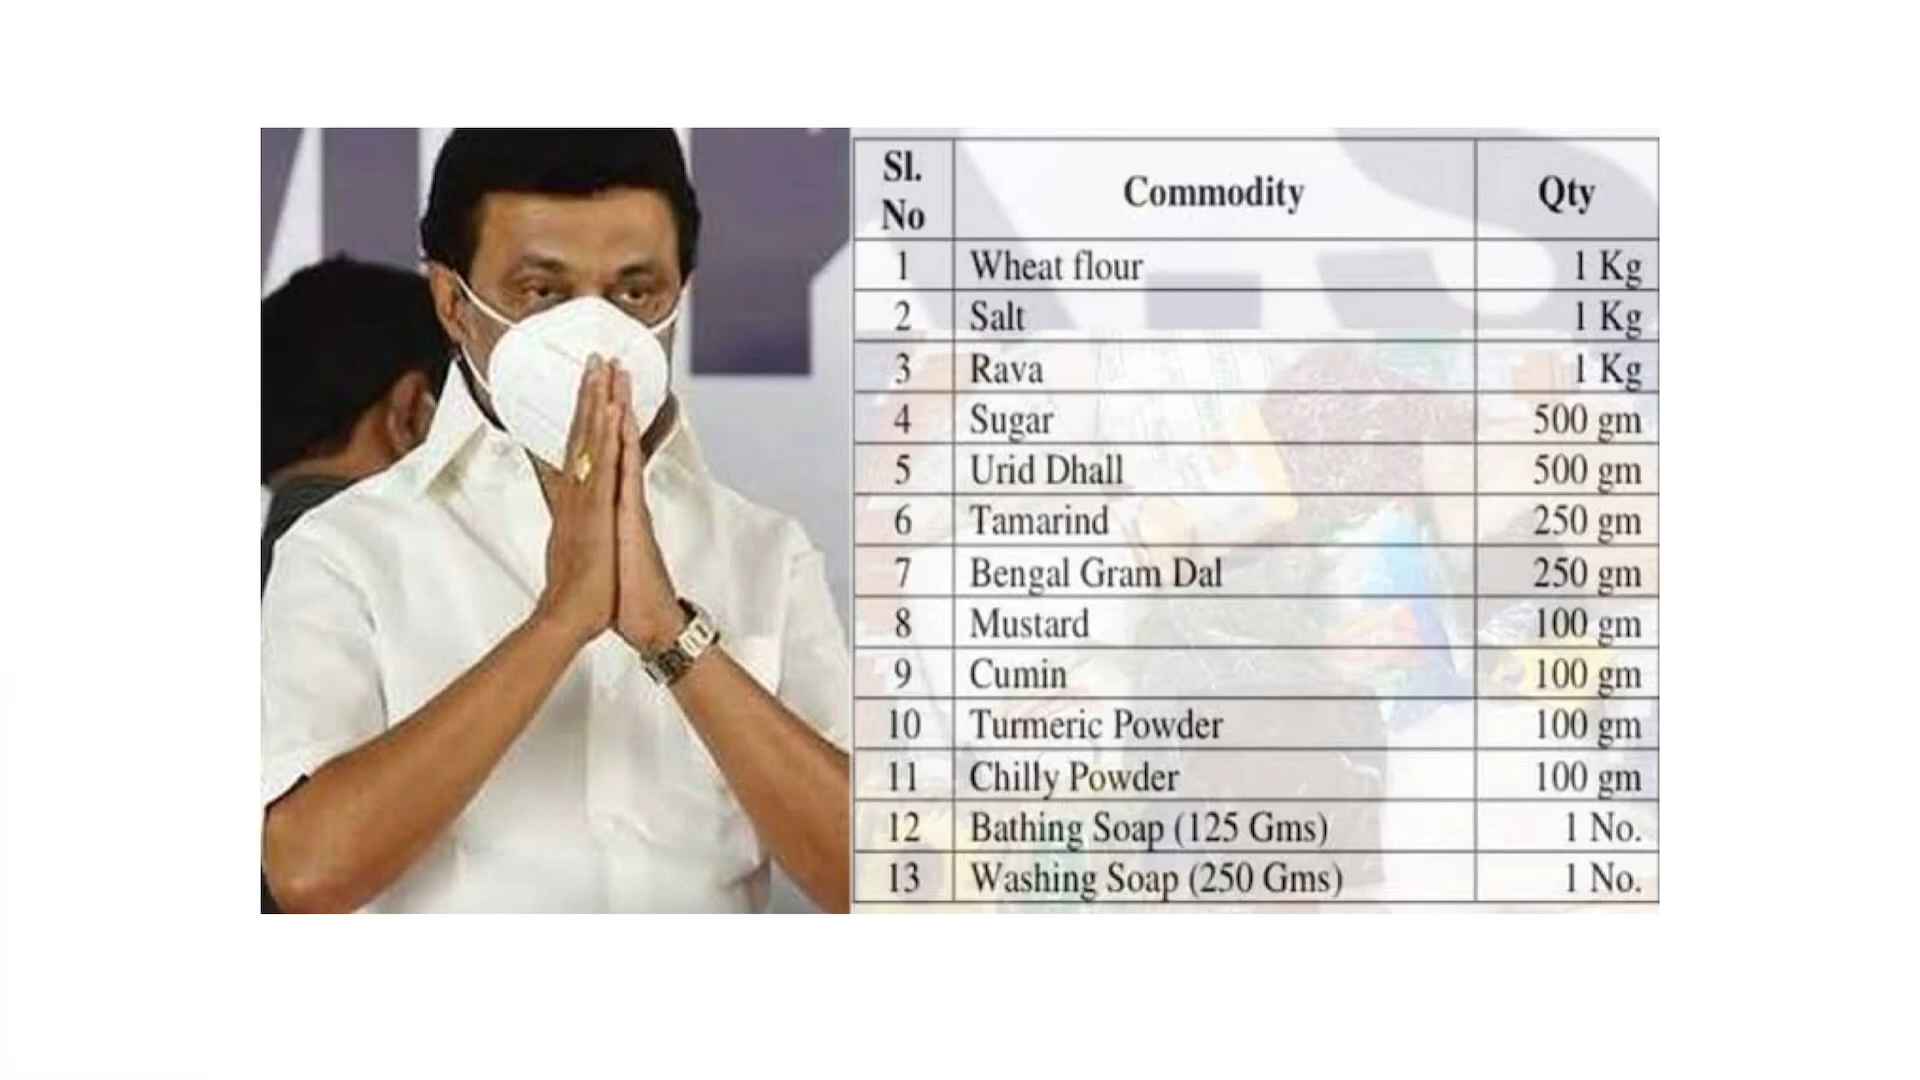 Sl. No Commodity Qty
1 Wheat flour 1 Kg
2 Salt 1 Kg
3 Rava 1 Kg
4 Sugar 500 gm
5 Urid Dhall 500 gm
6 Tamarind 250 gm
7 Bengal Gram Dal 250 gm
8 Mustard 100 gm
9 Cumin 100 gm
10 Turmeric Powder 100 gm
11 Chilly Powder 100 gm
12 Bathing Soap (125 Gms) 1 No.
13 Washing Soap (250 Gms) 1 No.